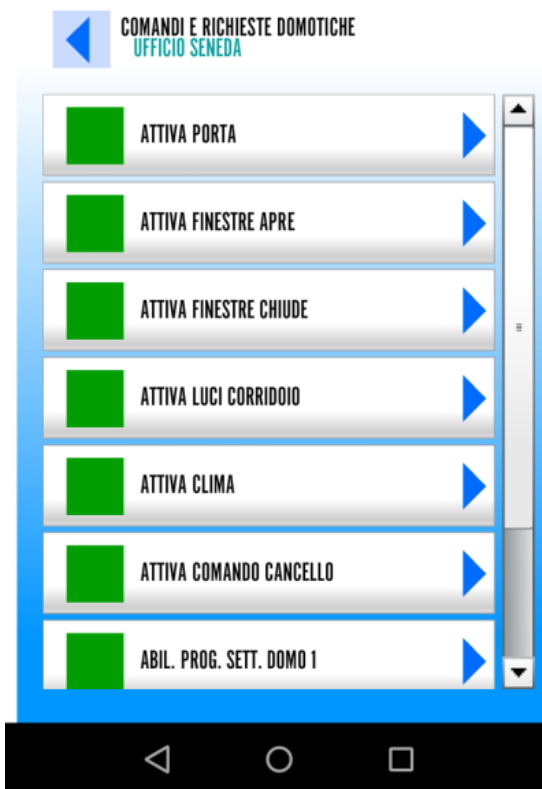 COMANDI E RICHIESTE DOMOTICHE
UFFICIO SENEDA
ATTIVA PORTA
ATTIVA FINESTRE APRE
ATTIVA FINESTRE CHIUDE
ATTIVA LUCI CORRIDOIO
ATTIVA CLIMA
ATTIVA COMANDO CANCELLO
ABIL. PROG. SETT. DOMO 1